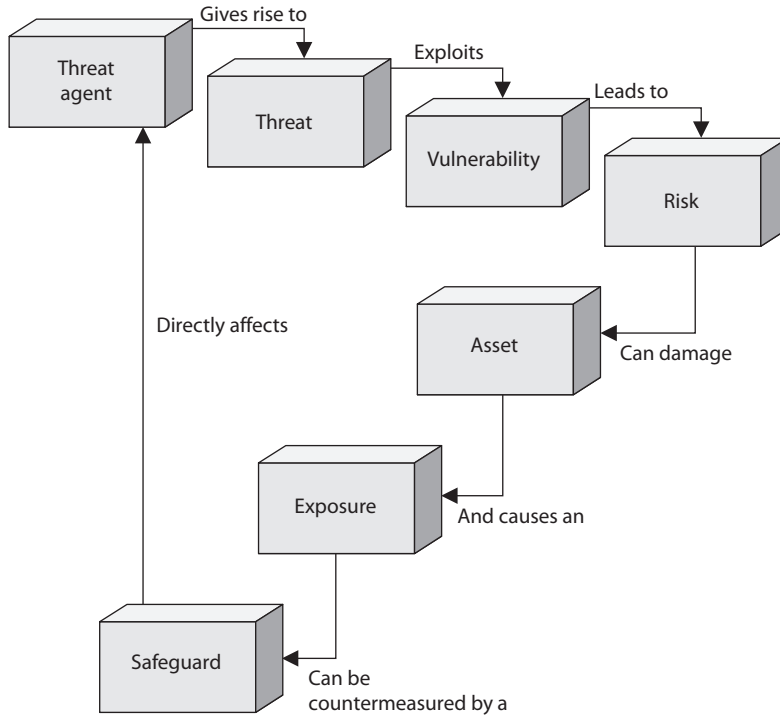 Gives rise to
Threat
agent
Exploits
Threat
Leads to
Vulnerability
Risk
Directly affects
Asset
Can damage
Exposure
And causes an
Safeguard
Can be
countermeasured by a